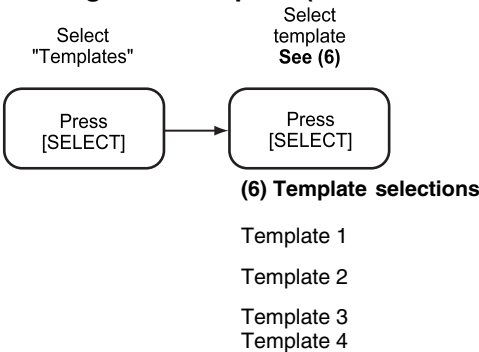 Select
"Templates"
Select
template
See (6)
Press
[SELECT]
Press
[SELECT]
(6) Template selections
Template 1
Template 2
Template 3
Template 4